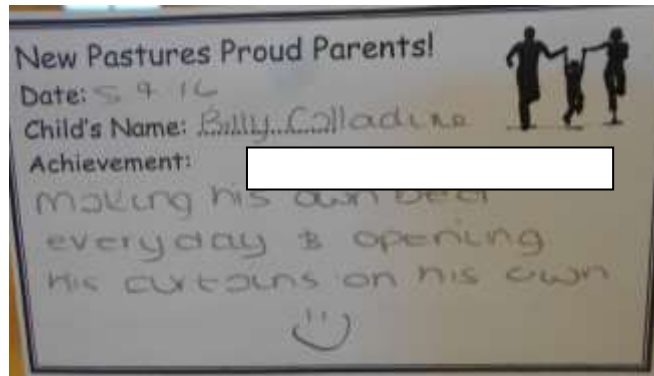 New Pastures Proud Parents!
Date: 5 9 16
Child's Name: Billy Calladine
Achievement:
making his own bed
everyday & opening
his curtains on his own